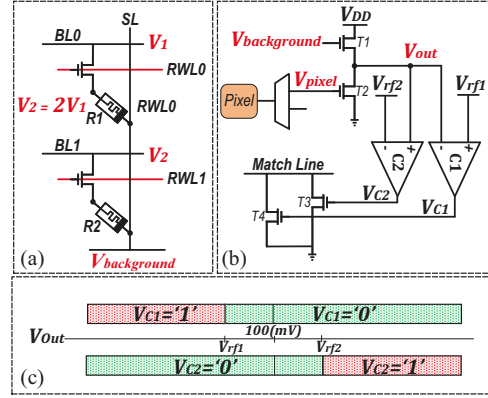 SL
BL0
V1
RWL0
RWL0
V2 = 2V1
R1
BL1
V2
RWL1
R2
(a)
Vbackground
VDD
Vbackground
T1
Vout
Vpixel
Pixel
T2
Vrf2
Vrf1
- +
- +
C2
C1
Match Line
VC2
VC1
T3
T4
(b)
VC1='1'
VC1='0'
100(mV)
VOut
Vrf1
Vrf2
VC2='0'
VC2='1'
(c)